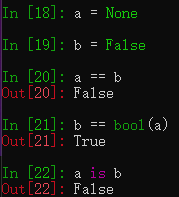 In [18]: a = None
In [19]: b = False
In [20]: a == b
Out[20]: False
In [21]: b == bool(a)
Out[21]: True
In [22]: a is b
Out[22]: False